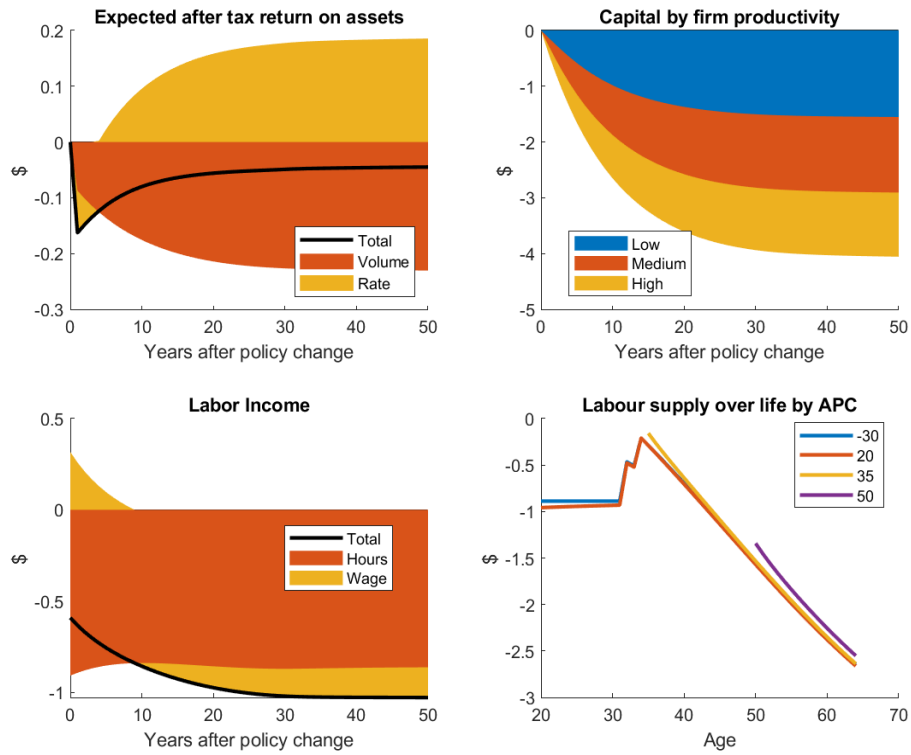 Expected after tax return on assets
$
0.2
0.1
0
-0.1
-0.2
-0.3
Total
Volume
Rate
0 10 20 30 40 50
Years after policy change
Capital by firm productivity
$
0
-1
-2
-3
-4
-5
Low
Medium
High
0 10 20 30 40 50
Years after policy change
Labor Income
$
0.5
0
-0.5
-1
Total
Hours
Wage
0 10 20 30 40 50
Years after policy change
Labour supply over life by APC
$
0
-0.5
-1
-1.5
-2
-2.5
-3
-30
20
35
50
20 30 40 50 60 70
Age